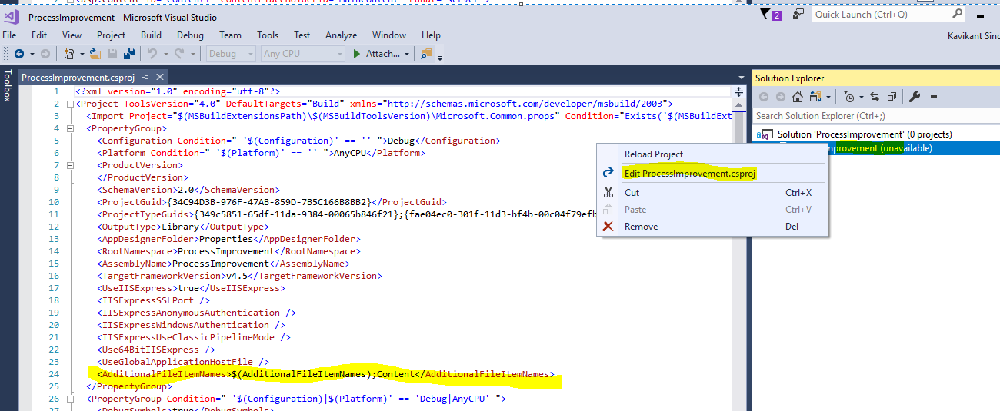 ProcessImprovement - Microsoft Visual Studio
2
Quick Launch (Ctrl+Q)
File Edit View Project Build Debug Team Tools Test Analyze Window Help
Kavikant Sing
Debug Any CPU Attach...
Toolbox
ProcessImprovement.csproj
1 <?xml version="1.0" encoding="utf-8"?>
2 <Project ToolsVersion="4.0" DefaultTargets="Build" xmlns="http://schemas.microsoft.com/developer/msbuild/2003">
3 <Import Project="$(MSBuildExtensionsPath)\$(MSBuildToolsVersion)\Microsoft.Common.props" Condition="Exists('$(MSBuildExt
4 <PropertyGroup>
5 <Configuration Condition=" '$(Configuration)' == '' ">Debug</Configuration>
6 <Platform Condition=" '$(Platform)' == '' ">AnyCPU</Platform>
7 <ProductVersion>
8 </ProductVersion>
9 <SchemaVersion>2.0</SchemaVersion>
10 <ProjectGuid>{34C94D3B-976F-47AB-859D-7B5C166B8BB2}</ProjectGuid>
11 <ProjectTypeGuids>{349c5851-65df-11da-9384-00065b846f21};{fae04ec0-301f-11d3-bf4b-00c04f79efb
12 <OutputType>Library</OutputType>
13 <AppDesignerFolder>Properties</AppDesignerFolder>
14 <RootNamespace>ProcessImprovement</RootNamespace>
15 <AssemblyName>ProcessImprovement</AssemblyName>
16 <TargetFrameworkVersion>v4.5</TargetFrameworkVersion>
17 <UseIISExpress>true</UseIISExpress>
18 <IISExpressSSLPort />
19 <IISExpressAnonymousAuthentication />
20 <IISExpressWindowsAuthentication />
21 <IISExpressUseClassicPipelineMode />
22 <Use64BitIISExpress />
23 <UseGlobalApplicationHostFile />
24 <AdditionalFileItemNames>$(AdditionalFileItemNames);Content</AdditionalFileItemNames>
25 </PropertyGroup>
26 <PropertyGroup Condition=" '$(Configuration)|$(Platform)' == 'Debug|AnyCPU' ">
27 <DebugSymbols>true</DebugSymbols>
Solution Explorer
Search Solution Explorer (Ctrl+;)
Solution 'ProcessImprovement' (0 projects)
mprovement (unavailable)
Reload Project
Edit ProcessImprovement.csproj
Cut Ctrl+X
Paste Ctrl+V
Remove Del